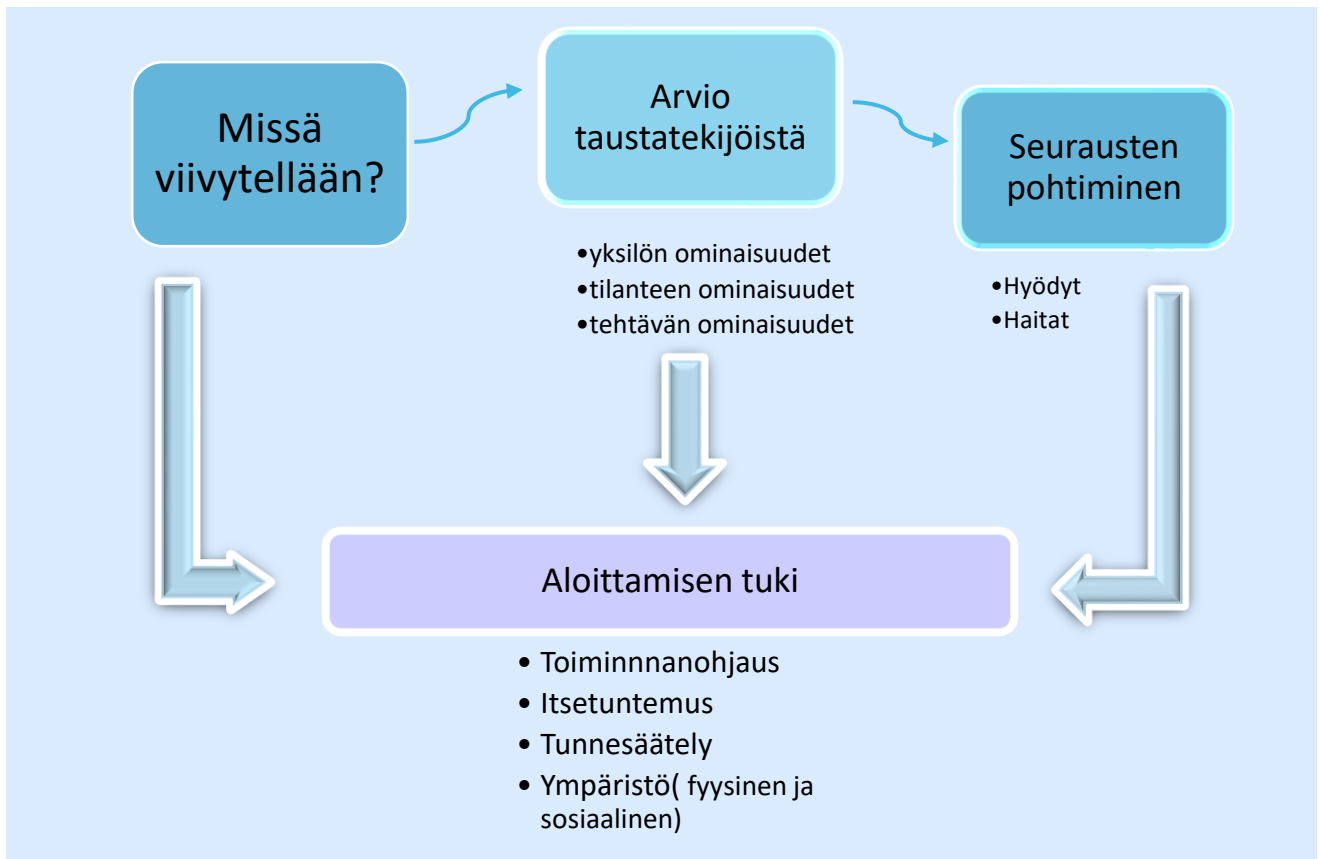 Missä
viivytellään?
Arvio
taustatekijöistä
•yksilön ominaisuudet
•tilanteen ominaisuudet
•tehtävän ominaisuudet
Seurausten
pohtiminen
•Hyödyt
•Haitat
Aloittamisen tuki
• Toiminnnanohjaus
• Itsetuntemus
• Tunnesäätely
• Ympäristö( fyysinen ja
sosiaalinen)